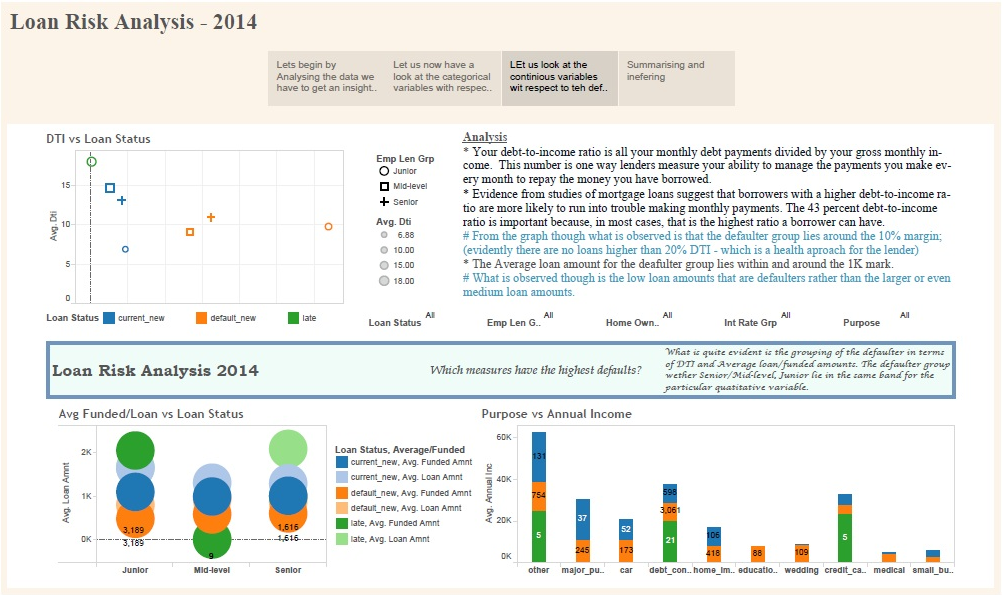 Loan Risk Analysis - 2014
Lets begin by
Analysing the data we
have to get an insight..
Let us now have a
look at the categorical
variables with respec..
LEt us look at the
continious variables
wit respect to teh def..
Summarising and
inefering
DTI vs Loan Status
Avg. Dti
15
10
5
0
Emp Len Grp
Junior
Mid-level
Senior
Avg. Dti
6.88
10.00
15.00
18.00
Analysis
* Your debt-to-income ratio is all your monthly debt payments divided by your gross monthly in-
come. This number is one way lenders measure your ability to manage the payments you make ev-
ery month to repay the money you have borrowed.
* Evidence from studies of mortgage loans suggest that borrowers with a higher debt-to-income ra-
tio are more likely to run into trouble making monthly payments. The 43 percent debt-to-income
ratio is important because, in most cases, that is the highest ratio a borrower can have.
# From the graph though what is observed is that the defaulter group lies around the 10% margin;
(evidently there are no loans higher than 20% DTI - which is a health aproach for the lender)
* The Average loan amount for the deafulter group lies within and around the 1K mark.
# What is observed though is the low loan amounts that are defaulters rather than the larger or even
medium loan amounts.
Loan Status current_new default_new late
Loan Status All
Emp Len G.. All
Home Own.. All
Int Rate Grp All
Purpose All
Loan Risk Analysis 2014
Which measures have the highest defaults?
What is quite evident is the grouping of the defaulter in terms
of DTI and Average loan/funded amounts. The defaulter group
wether Senior/Mid-level, Junior lie in the same band for the
particular quatitative variable.
Avg Funded/Loan vs Loan Status
Avg. Loan Amnt
2K
1K
0K
3,189
3,189
9
1,616
1,616
Junior
Mid-level
Senior
Loan Status, Average/Funded
current_new, Avg. Funded Amnt
current_new, Avg. Loan Amnt
default_new, Avg. Funded Amnt
default_new, Avg. Loan Amnt
late, Avg. Funded Amnt
late, Avg. Loan Amnt
Purpose vs Annual Income
Avg. Annual Inc
60K
40K
20K
0K
131
754
5
37
245
52
173
598
3,061
21
106
418
88
109
5
other
major_pu..
car
debt_con..
home_im..
educatio..
wedding
credit_ca..
medical
small_bu..